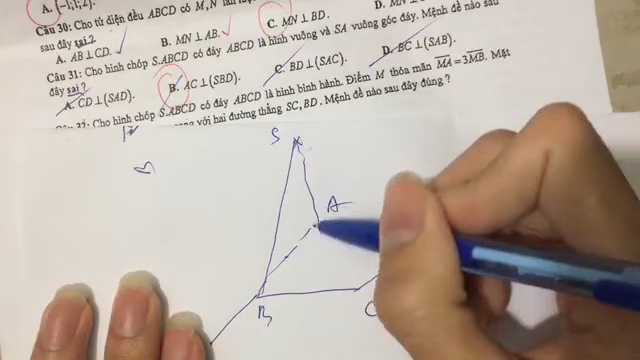 A. (-1;1;2).
Câu 30: Cho tứ diện đều ABCD có M, N
sau đây sai ?
A. AB ⊥ CD. B. MN ⊥ AB. C. MN ⊥ BD. D. MN ⊥
Câu 31: Cho hình chóp S.ABCD có đáy ABCD là hình vuông và SA vuông góc đáy. Mệnh đề nào sau
đây sai ?
A. CD ⊥ (SAD). B. AC ⊥ (SBD). C. BD ⊥ (SAC). D. BC ⊥ (SAB).
Cho hình chóp S.ABCD có đáy ABCD là hình bình hành. Điểm M thỏa mãn MA = 3MB. Mặt
với hai đường thẳng SC, BD. Mệnh đề nào sau đây đúng ?
S
A
B
C